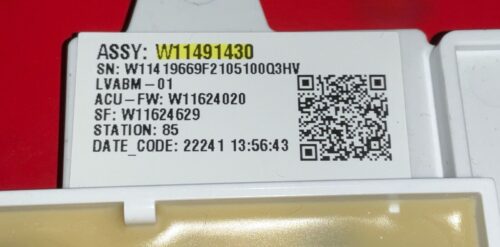 ASSY: W11491430
SN: W11419669F2105100Q3HV
LVABM-01
ACU-FW: W11624020
SF: W11624629
STATION: 85
DATE_CODE: 22241 13:56:43